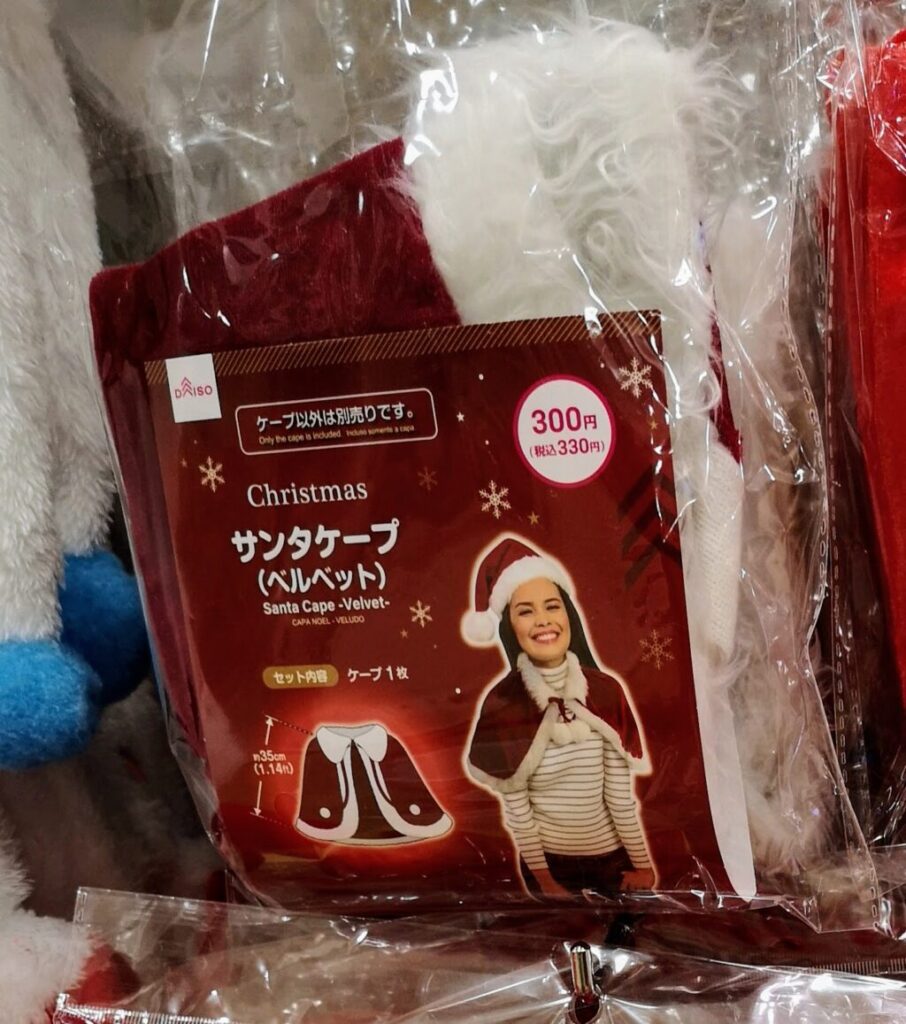 DAISO
ケープ以外は別売りです。
Only the cape is included Incluso somente a capa
300円
(税込330円)
Christmas
サンタケープ
(ベルベット)
Santa Cape -Velvet-
CAPA NOEL - VELUDO
セット内容 ケープ1枚
約35cm
(1.14ft)